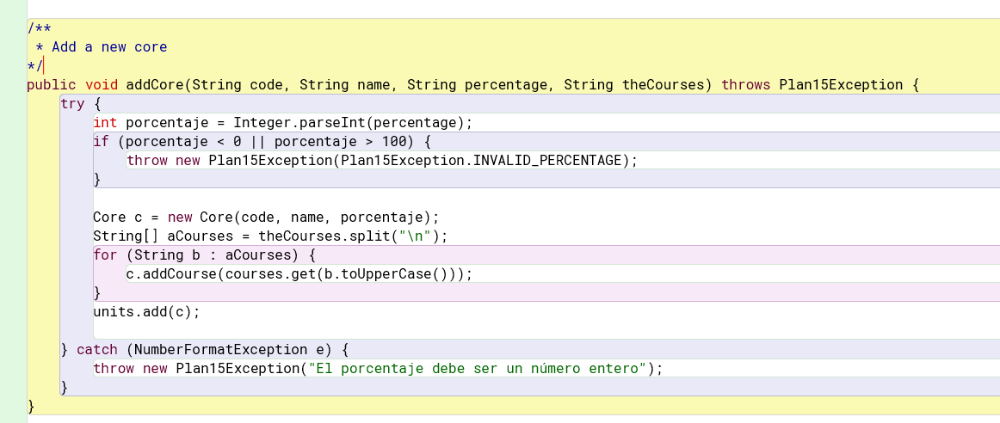 /**
 * Add a new core
*/
public void addCore(String code, String name, String percentage, String theCourses) throws Plan15Exception {
    try {
        int porcentaje = Integer.parseInt(percentage);
        if (porcentaje < 0 || porcentaje > 100) {
            throw new Plan15Exception(Plan15Exception.INVALID_PERCENTAGE);
        }

        Core c = new Core(code, name, porcentaje);
        String[] aCourses = theCourses.split("\n");
        for (String b : aCourses) {
            c.addCourse(courses.get(b.toUpperCase()));
        }
        units.add(c);

    } catch (NumberFormatException e) {
        throw new Plan15Exception("El porcentaje debe ser un número entero");
    }
}